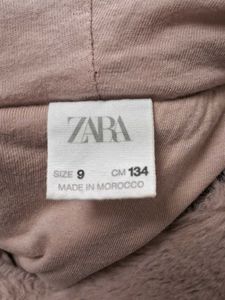 ZARA
SIZE 9 CM 134
MADE IN MOROCCO